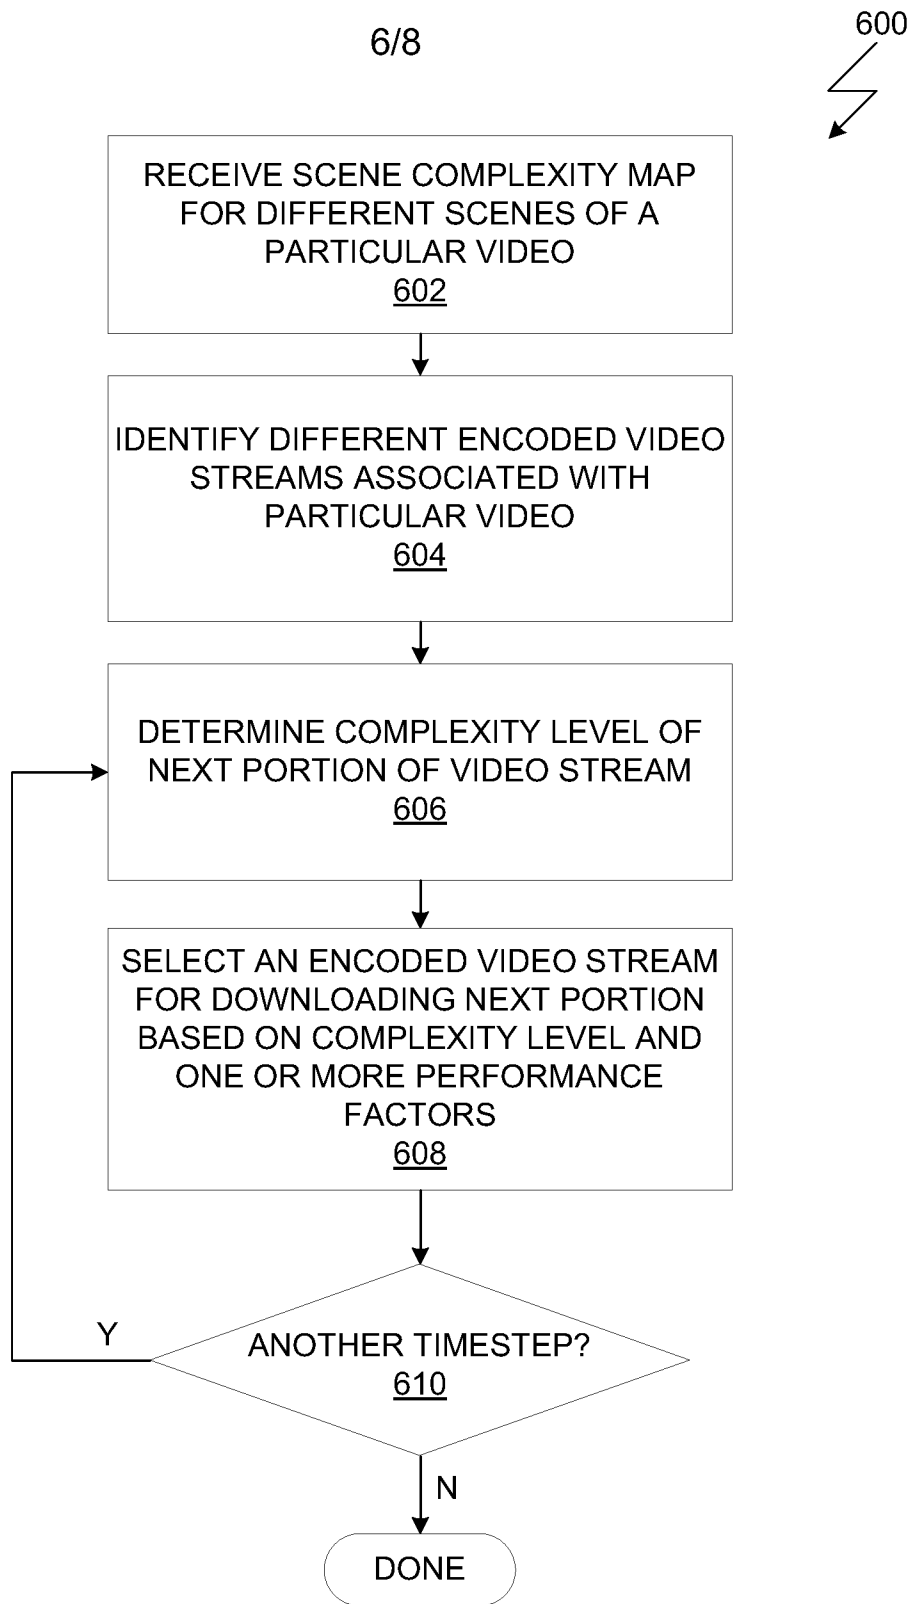 6/8
600
RECEIVE SCENE COMPLEXITY MAP
FOR DIFFERENT SCENES OF A
PARTICULAR VIDEO
602
IDENTIFY DIFFERENT ENCODED VIDEO
STREAMS ASSOCIATED WITH
PARTICULAR VIDEO
604
DETERMINE COMPLEXITY LEVEL OF
NEXT PORTION OF VIDEO STREAM
606
SELECT AN ENCODED VIDEO STREAM
FOR DOWNLOADING NEXT PORTION
BASED ON COMPLEXITY LEVEL AND
ONE OR MORE PERFORMANCE
FACTORS
608
Y
ANOTHER TIMESTEP?
610
N
DONE